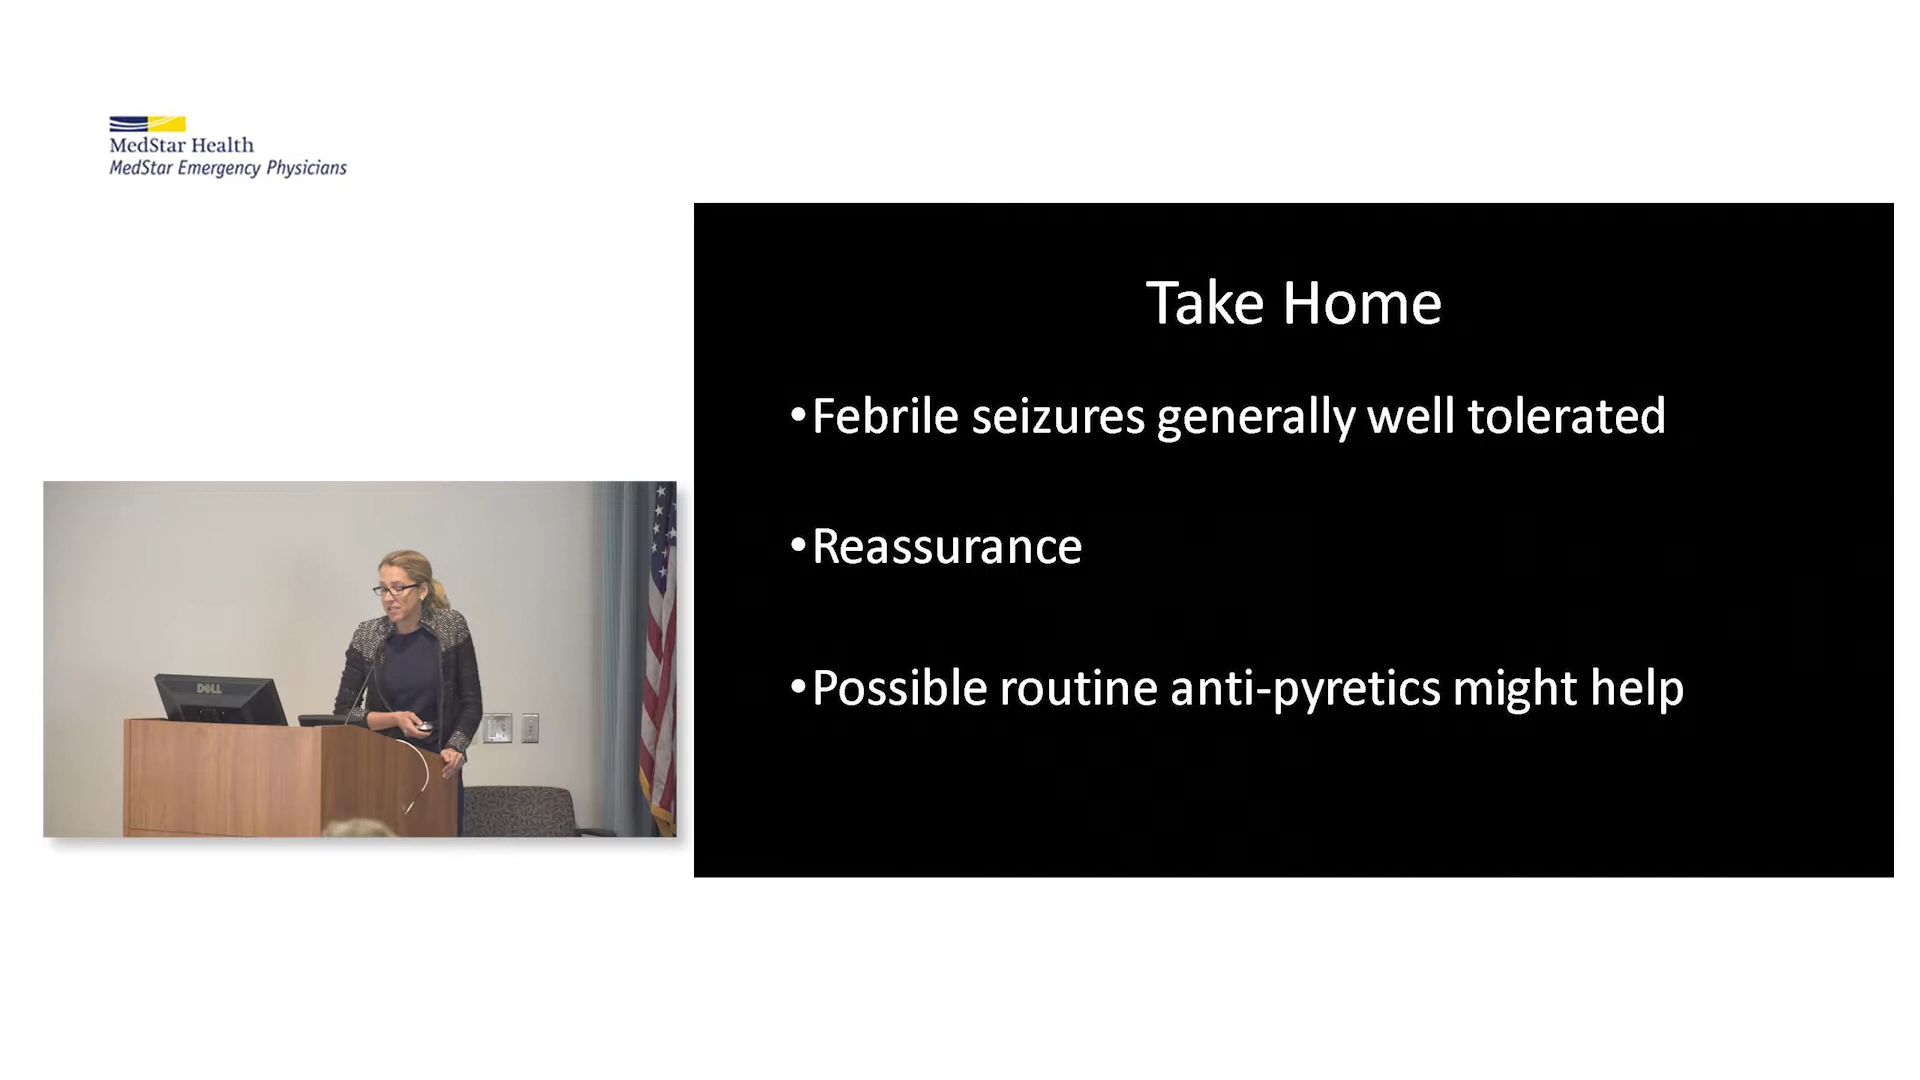 MedStar Health
MedStar Emergency Physicians
Take Home
•Febrile seizures generally well tolerated
•Reassurance
•Possible routine anti-pyretics might help
DELL